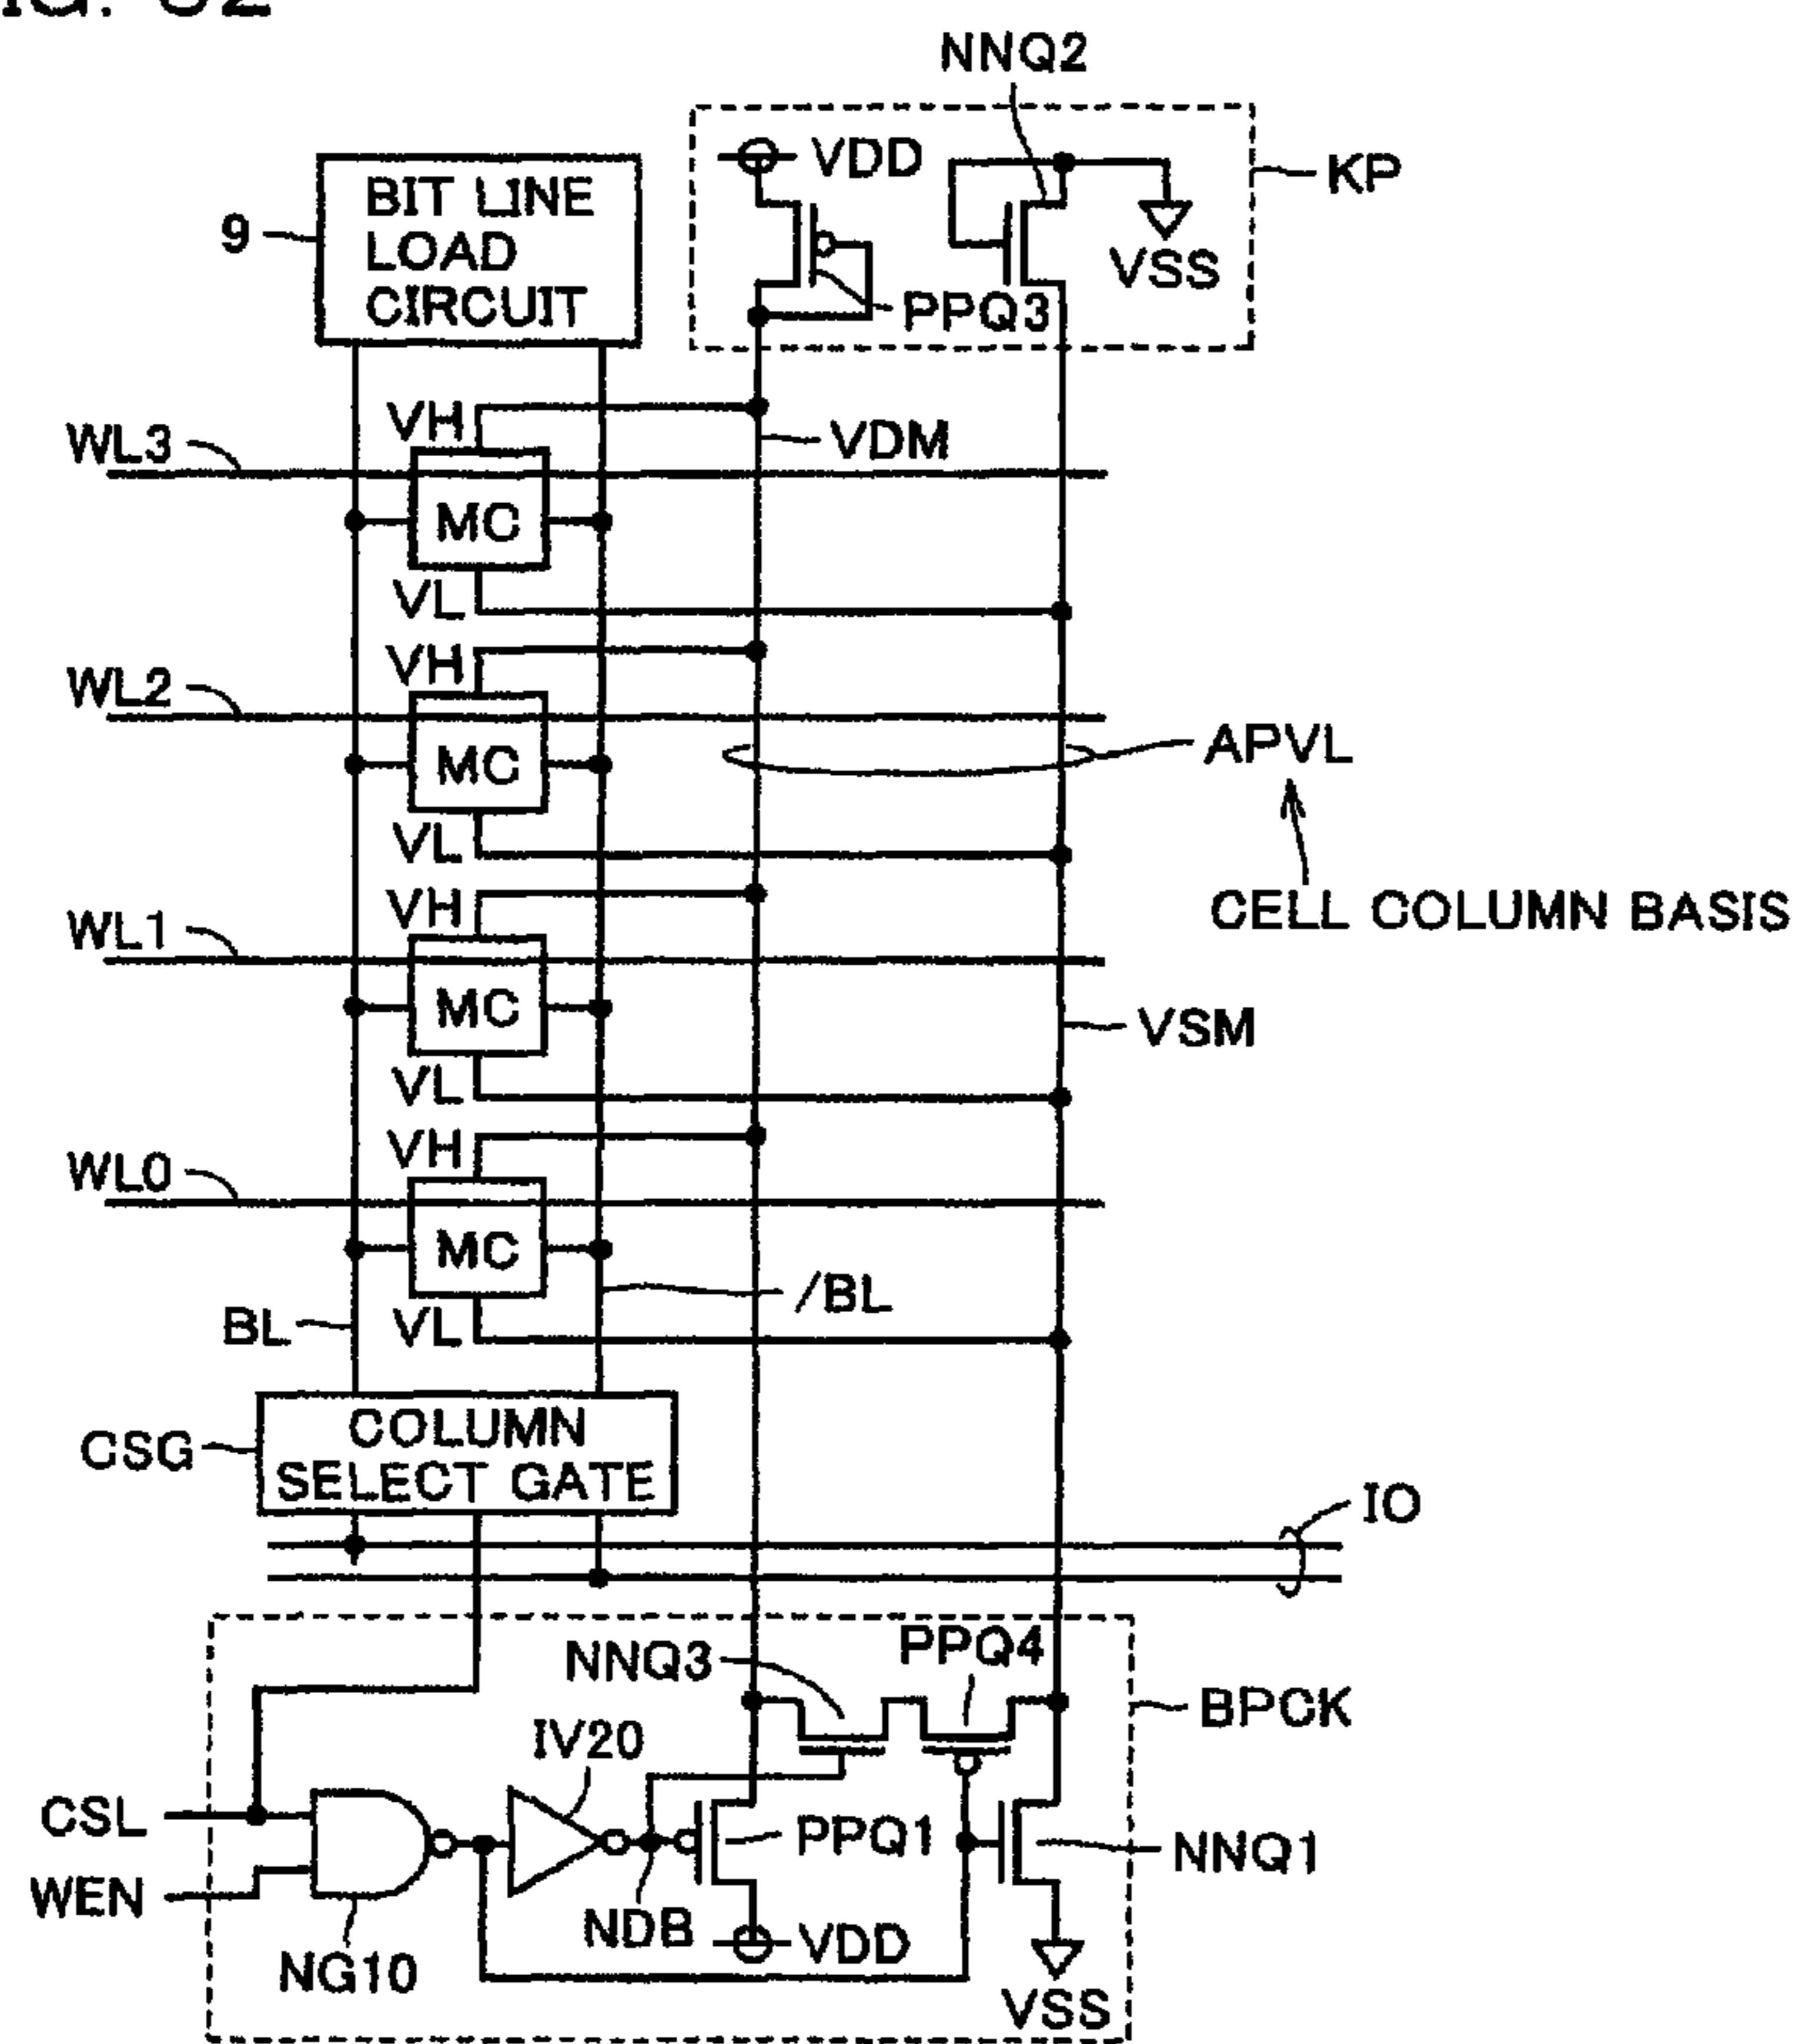 FIG. 32
NNQ2
VDD
KP
BIT LINE
LOAD
CIRCUIT
9
VSS
PPQ3
VH
WL3
VDM
MC
VL
VH
WL2
APVL
MC
VL
CELL COLUMN BASIS
VH
WL1
MC
VSM
VL
VH
WL0
MC
/BL
BL
VL
COLUMN
SELECT GATE
CSG
IO
NNQ3
PPQ4
BPCK
IV20
CSL
PPQ1
NNQ1
WEN
NDB
VDD
NG10
VSS